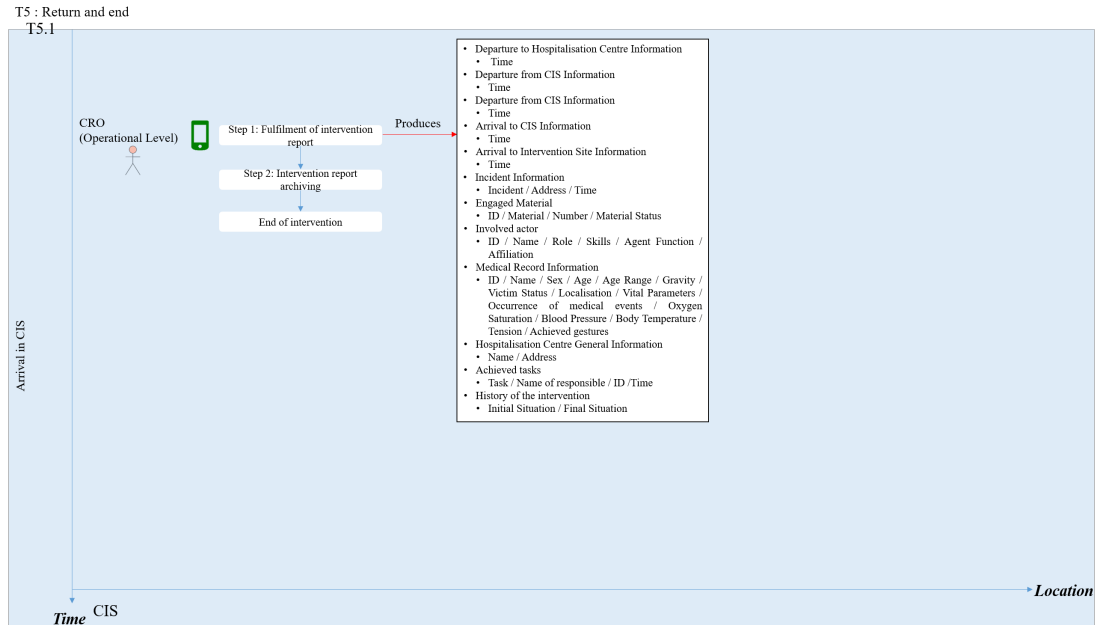 T5 : Return and end
T5.1
CRO
(Operational Level)
Step 1: Fulfilment of intervention
report
Step 2: Intervention report
archiving
End of intervention
Produces
• Departure to Hospitalisation Centre Information
• Time
• Departure from CIS Information
• Time
• Departure from CIS Information
• Time
• Arrival to CIS Information
• Time
• Arrival to Intervention Site Information
• Time
• Incident Information
• Incident / Address / Time
• Engaged Material
• ID / Material / Number / Material Status
• Involved actor
• ID / Name / Role / Skills / Agent Function /
Affiliation
• Medical Record Information
• ID / Name / Sex / Age / Age Range / Gravity /
Victim Status / Localisation / Vital Parameters /
Occurrence of medical events / Oxygen
Saturation / Blood Pressure / Body Temperature /
Tension / Achieved gestures
• Hospitalisation Centre General Information
• Name / Address
• Achieved tasks
• Task / Name of responsible / ID /Time
• History of the intervention
• Initial Situation / Final Situation
Arrival in CIS
Location
Time
CIS